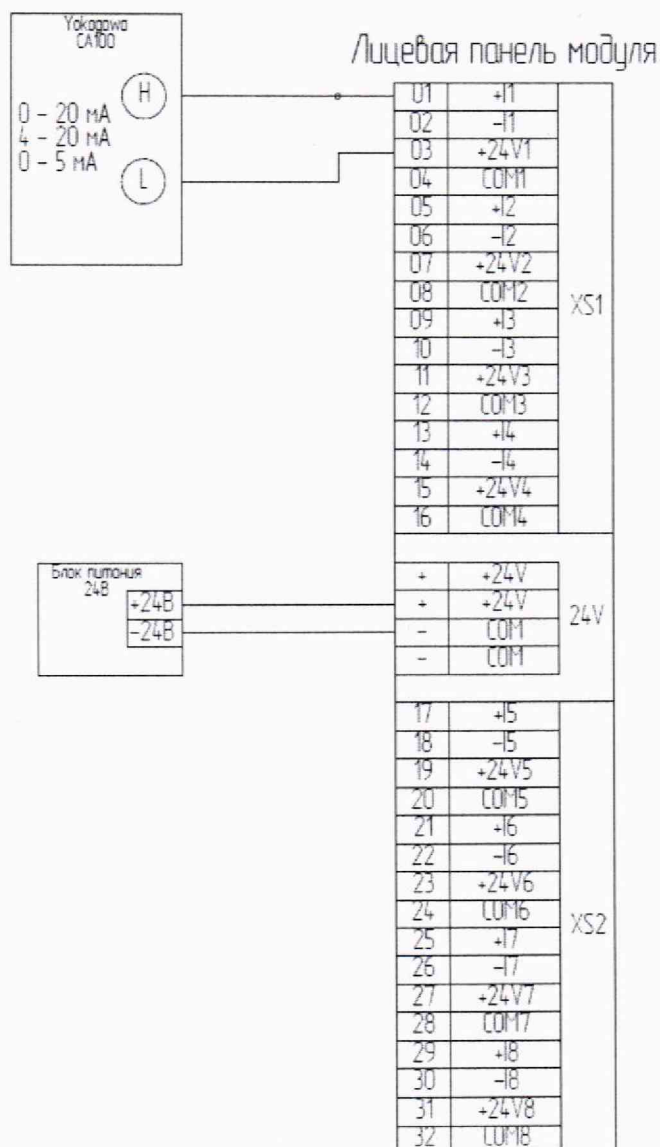 Yokogawa
CA100
Лицевая панель модуля
H
0 - 20 мА
4 - 20 мА
0 - 5 мА
L
01 +I1
02 -I1
03 +24V1
04 COM1
05 +I2
06 -I2
07 +24V2
08 COM2
09 +I3
10 -I3
11 +24V3
12 COM3
13 +I4
14 -I4
15 +24V4
16 COM4
XS1
Блок питания
24В
+24В
-24В
+ +24V
+ +24V
- COM
- COM
24V
17 +I5
18 -I5
19 +24V5
20 COM5
21 +I6
22 -I6
23 +24V6
24 COM6
25 +I7
26 -I7
27 +24V7
28 COM7
29 +I8
30 -I8
31 +24V8
32 COM8
XS2